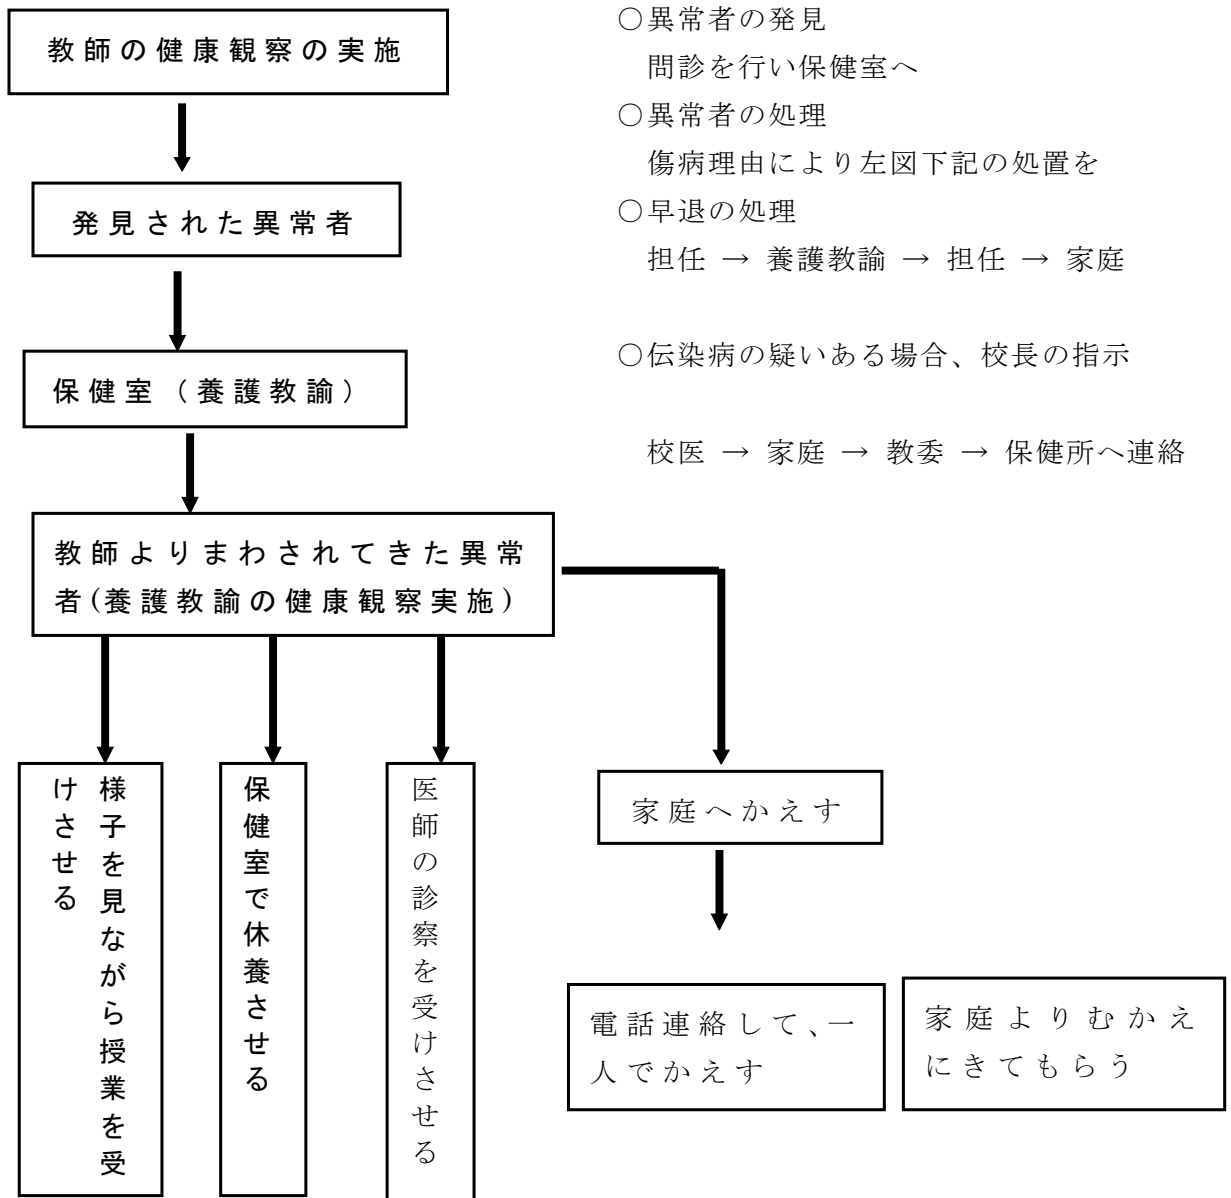 教師の健康観察の実施
発見された異常者
保健室（養護教諭）
教師よりまわされてきた異常
者(養護教諭の健康観察実施)
様子を見ながら授業を受
けさせる
保健室で休養させる
医師の診察を受けさせる
家庭へかえす
電話連絡して、一
人でかえす
家庭よりむかえ
にきてもらう
○異常者の発見
問診を行い保健室へ
○異常者の処理
傷病理由により左図下記の処置を
○早退の処理
担任 → 養護教諭 → 担任 → 家庭
○伝染病の疑いある場合、校長の指示
校医 → 家庭 → 教委 → 保健所へ連絡